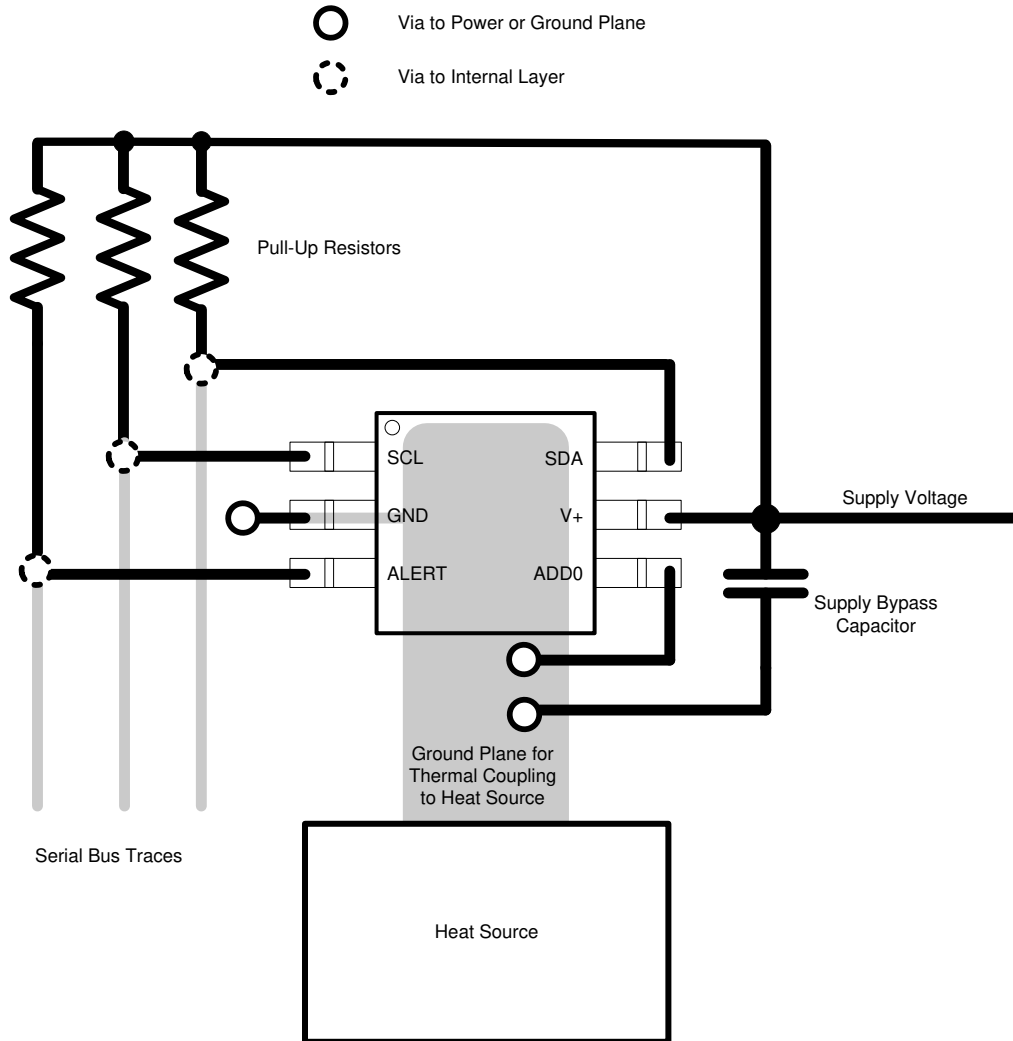 Via to Power or Ground Plane
Via to Internal Layer
Pull-Up Resistors
SCL
SDA
GND
V+
ALERT
ADD0
Supply Voltage
Supply Bypass
Capacitor
Ground Plane for
Thermal Coupling
to Heat Source
Serial Bus Traces
Heat Source